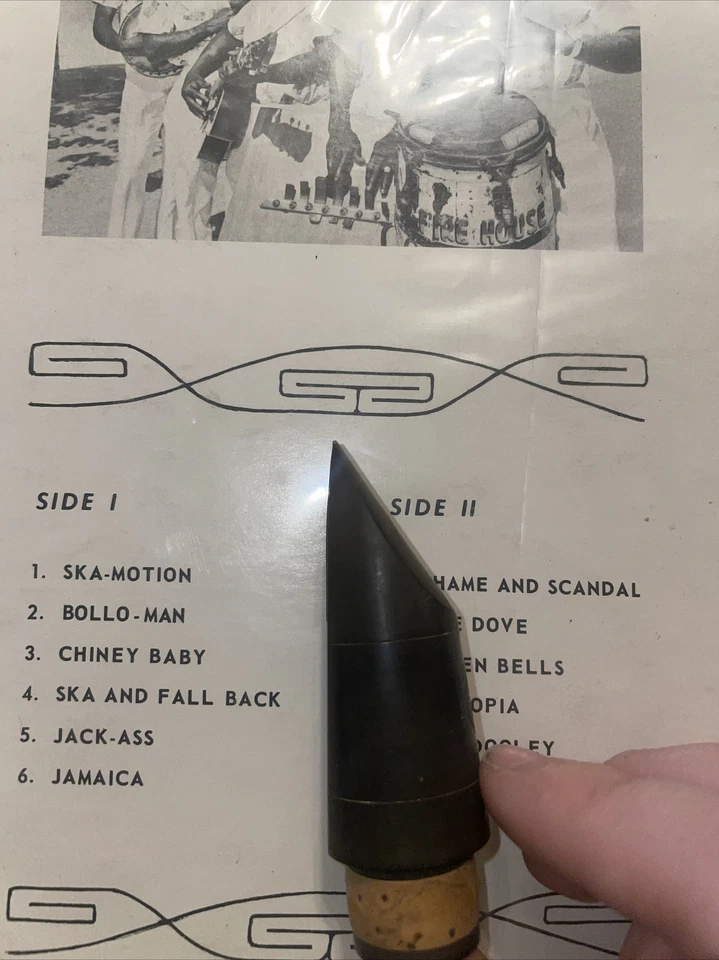 FIRE HOUSE
SIDE I
1. SKA-MOTION
2. BOLLO-MAN
3. CHINEY BABY
4. SKA AND FALL BACK
5. JACK-ASS
6. JAMAICA
SIDE II
HAME AND SCANDAL
DOVE
EN BELLS
OPIA